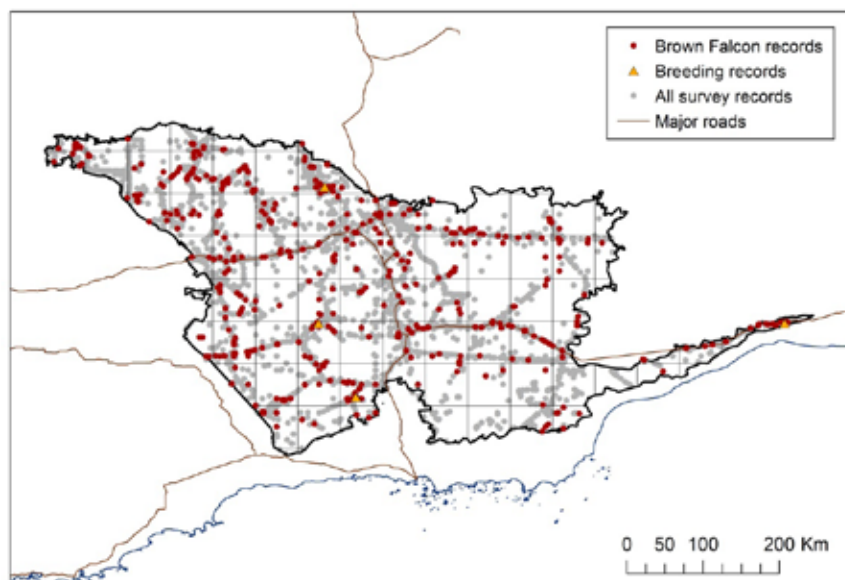 Brown Falcon records
Breeding records
All survey records
Major roads
0 50 100 200 Km